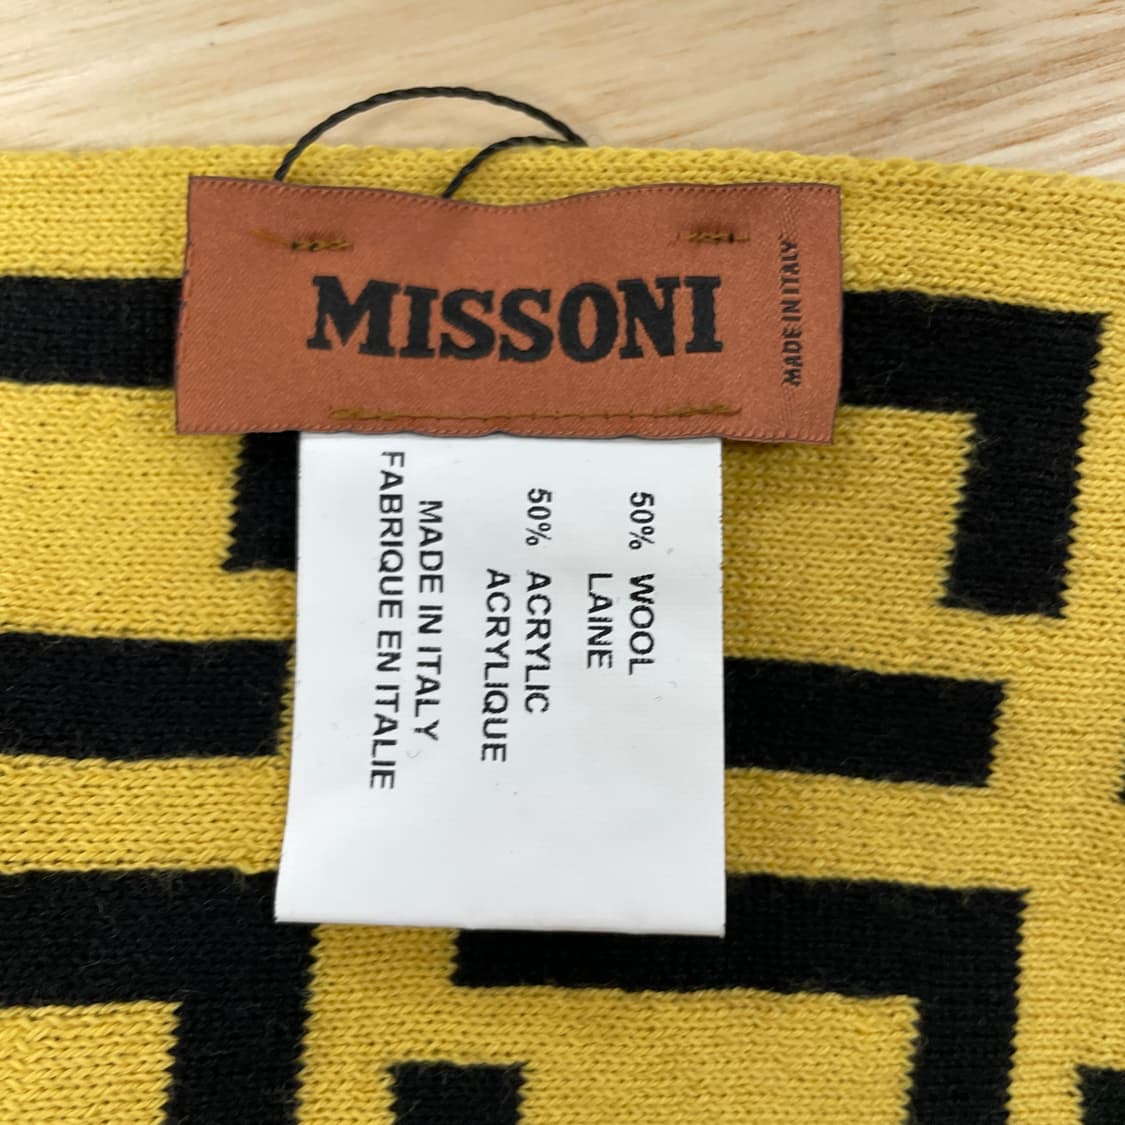 MISSONI
MADE IN ITALY
50% WOOL
LAINE
50% ACRYLIC
ACRYLIQUE
MADE IN ITALY
FABRIQUE EN ITALIE